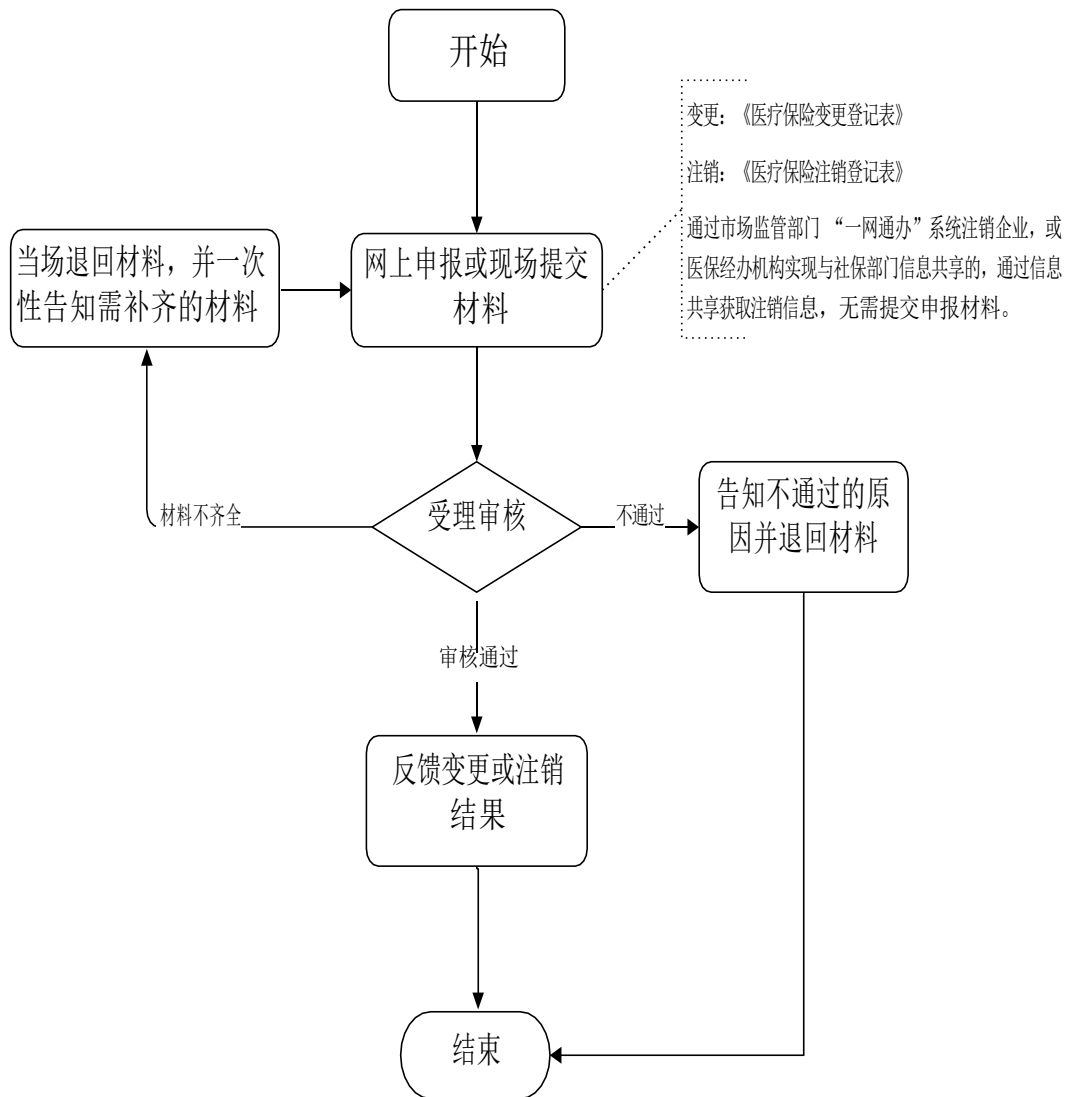 开始
变更：《医疗保险变更登记表》
注销：《医疗保险注销登记表》
通过市场监管部门 “一网通办”系统注销企业，或
医保经办机构实现与社保部门信息共享的，通过信息
共享获取注销信息，无需提交申报材料。
当场退回材料，并一次
性告知需补齐的材料
网上申报或现场提交
材料
受理审核
材料不齐全
不通过
告知不通过的原
因并退回材料
审核通过
反馈变更或注销
结果
结束